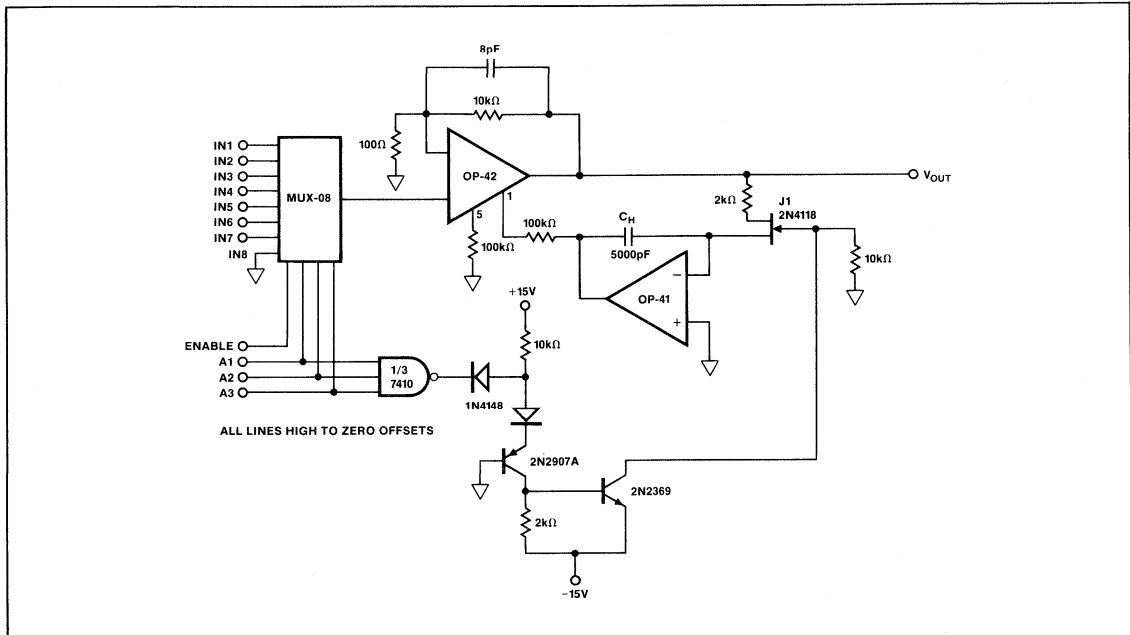 8pF
10kΩ
100Ω
IN1
IN2
IN3
IN4
IN5
IN6
IN7
IN8
MUX-08
OP-42
1
5
100kΩ
100kΩ
CH
5000pF
VOUT
2kΩ
J1
2N4118
10kΩ
OP-41
−
+
+15V
10kΩ
ENABLE
A1
A2
A3
1/3
7410
1N4148
ALL LINES HIGH TO ZERO OFFSETS
2N2907A
2N2369
2kΩ
−15V